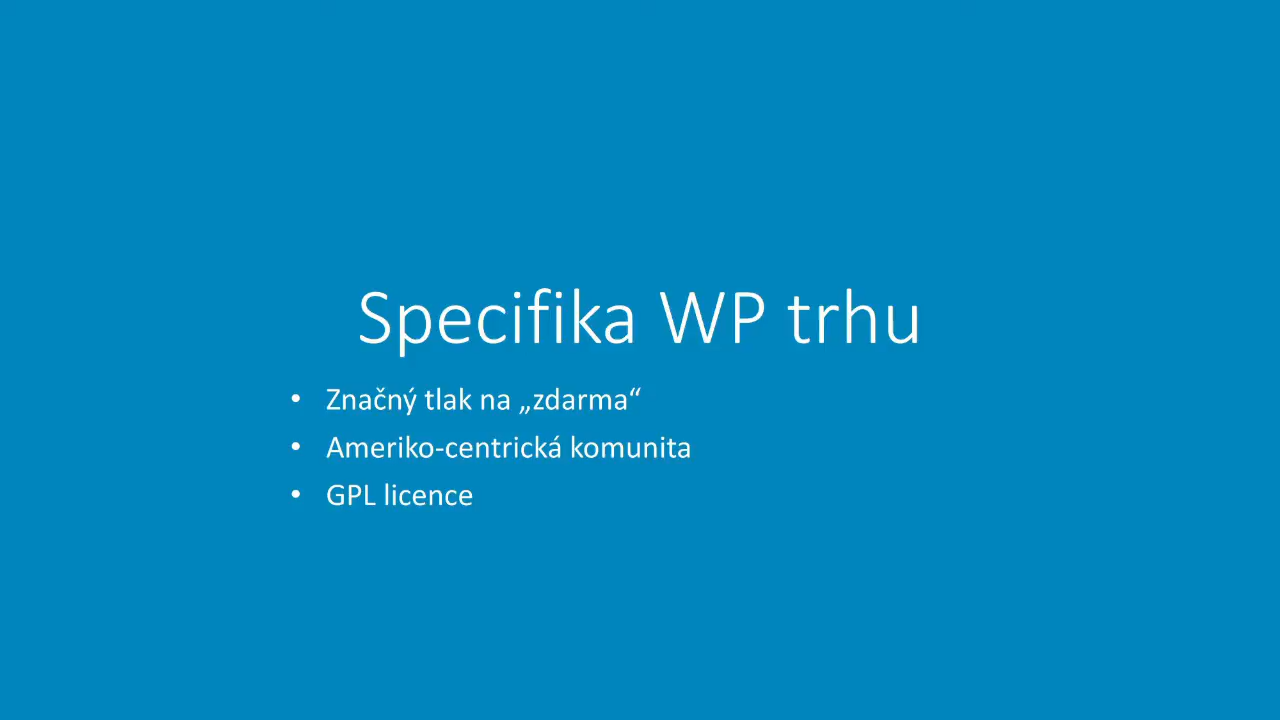 Specifika WP trhu
• Značný tlak na „zdarma“
• Ameriko-centrická komunita
• GPL licence